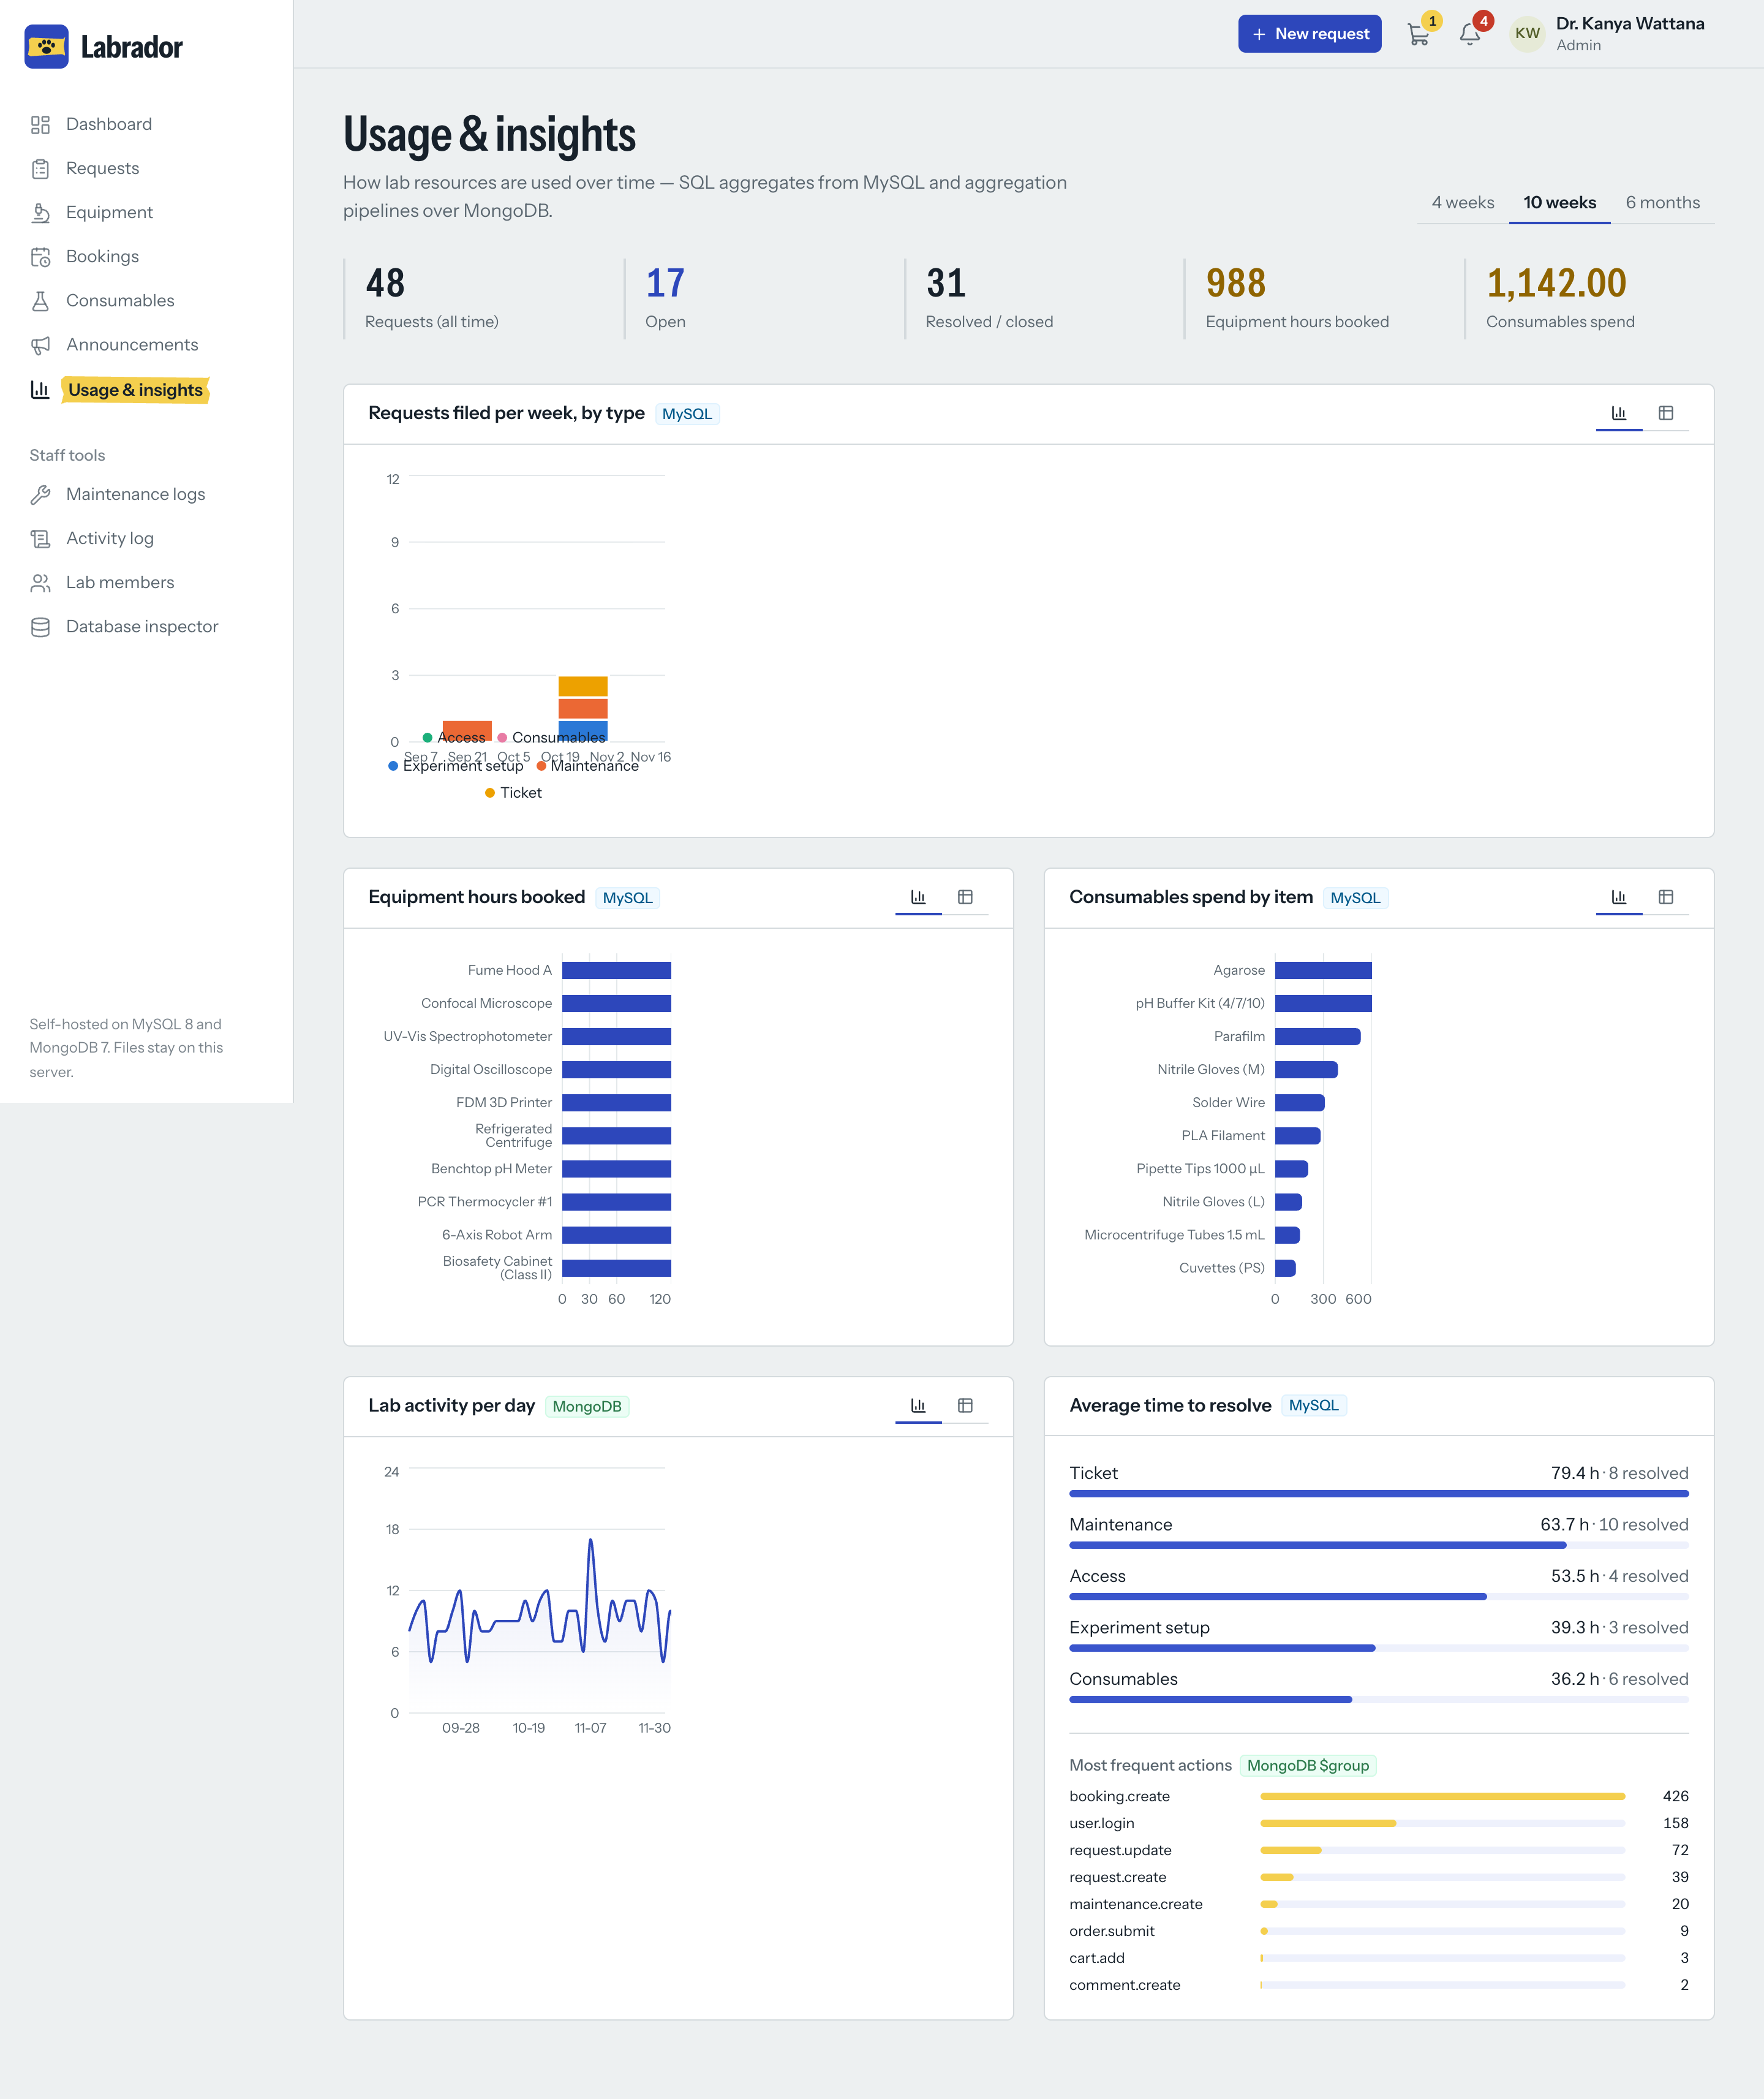 Labrador
Dashboard
Requests
Equipment
Bookings
Consumables
Announcements
Usage & insights
Staff tools
Maintenance logs
Activity log
Lab members
Database inspector
Self-hosted on MySQL 8 and
MongoDB 7. Files stay on this
server.
+ New request
1
4
KW
Dr. Kanya Wattana
Admin
Usage & insights
How lab resources are used over time — SQL aggregates from MySQL and aggregation
pipelines over MongoDB.
4 weeks
10 weeks
6 months
48
Requests (all time)
17
Open
31
Resolved / closed
988
Equipment hours booked
1,142.00
Consumables spend
Requests filed per week, by type MySQL
12
9
6
3
0
Sep 7 Sep 21 Oct 5 Oct 19 Nov 2 Nov 16
Access Consumables
Experiment setup Maintenance
Ticket
Equipment hours booked MySQL
Fume Hood A
Confocal Microscope
UV-Vis Spectrophotometer
Digital Oscilloscope
FDM 3D Printer
Refrigerated
Centrifuge
Benchtop pH Meter
PCR Thermocycler #1
6-Axis Robot Arm
Biosafety Cabinet
(Class II)
0 30 60 120
Consumables spend by item MySQL
Agarose
pH Buffer Kit (4/7/10)
Parafilm
Nitrile Gloves (M)
Solder Wire
PLA Filament
Pipette Tips 1000 µL
Nitrile Gloves (L)
Microcentrifuge Tubes 1.5 mL
Cuvettes (PS)
0 300 600
Lab activity per day MongoDB
24
18
12
6
0
09-28 10-19 11-07 11-30
Average time to resolve MySQL
Ticket 79.4 h · 8 resolved
Maintenance 63.7 h · 10 resolved
Access 53.5 h · 4 resolved
Experiment setup 39.3 h · 3 resolved
Consumables 36.2 h · 6 resolved
Most frequent actions MongoDB $group
booking.create 426
user.login 158
request.update 72
request.create 39
maintenance.create 20
order.submit 9
cart.add 3
comment.create 2